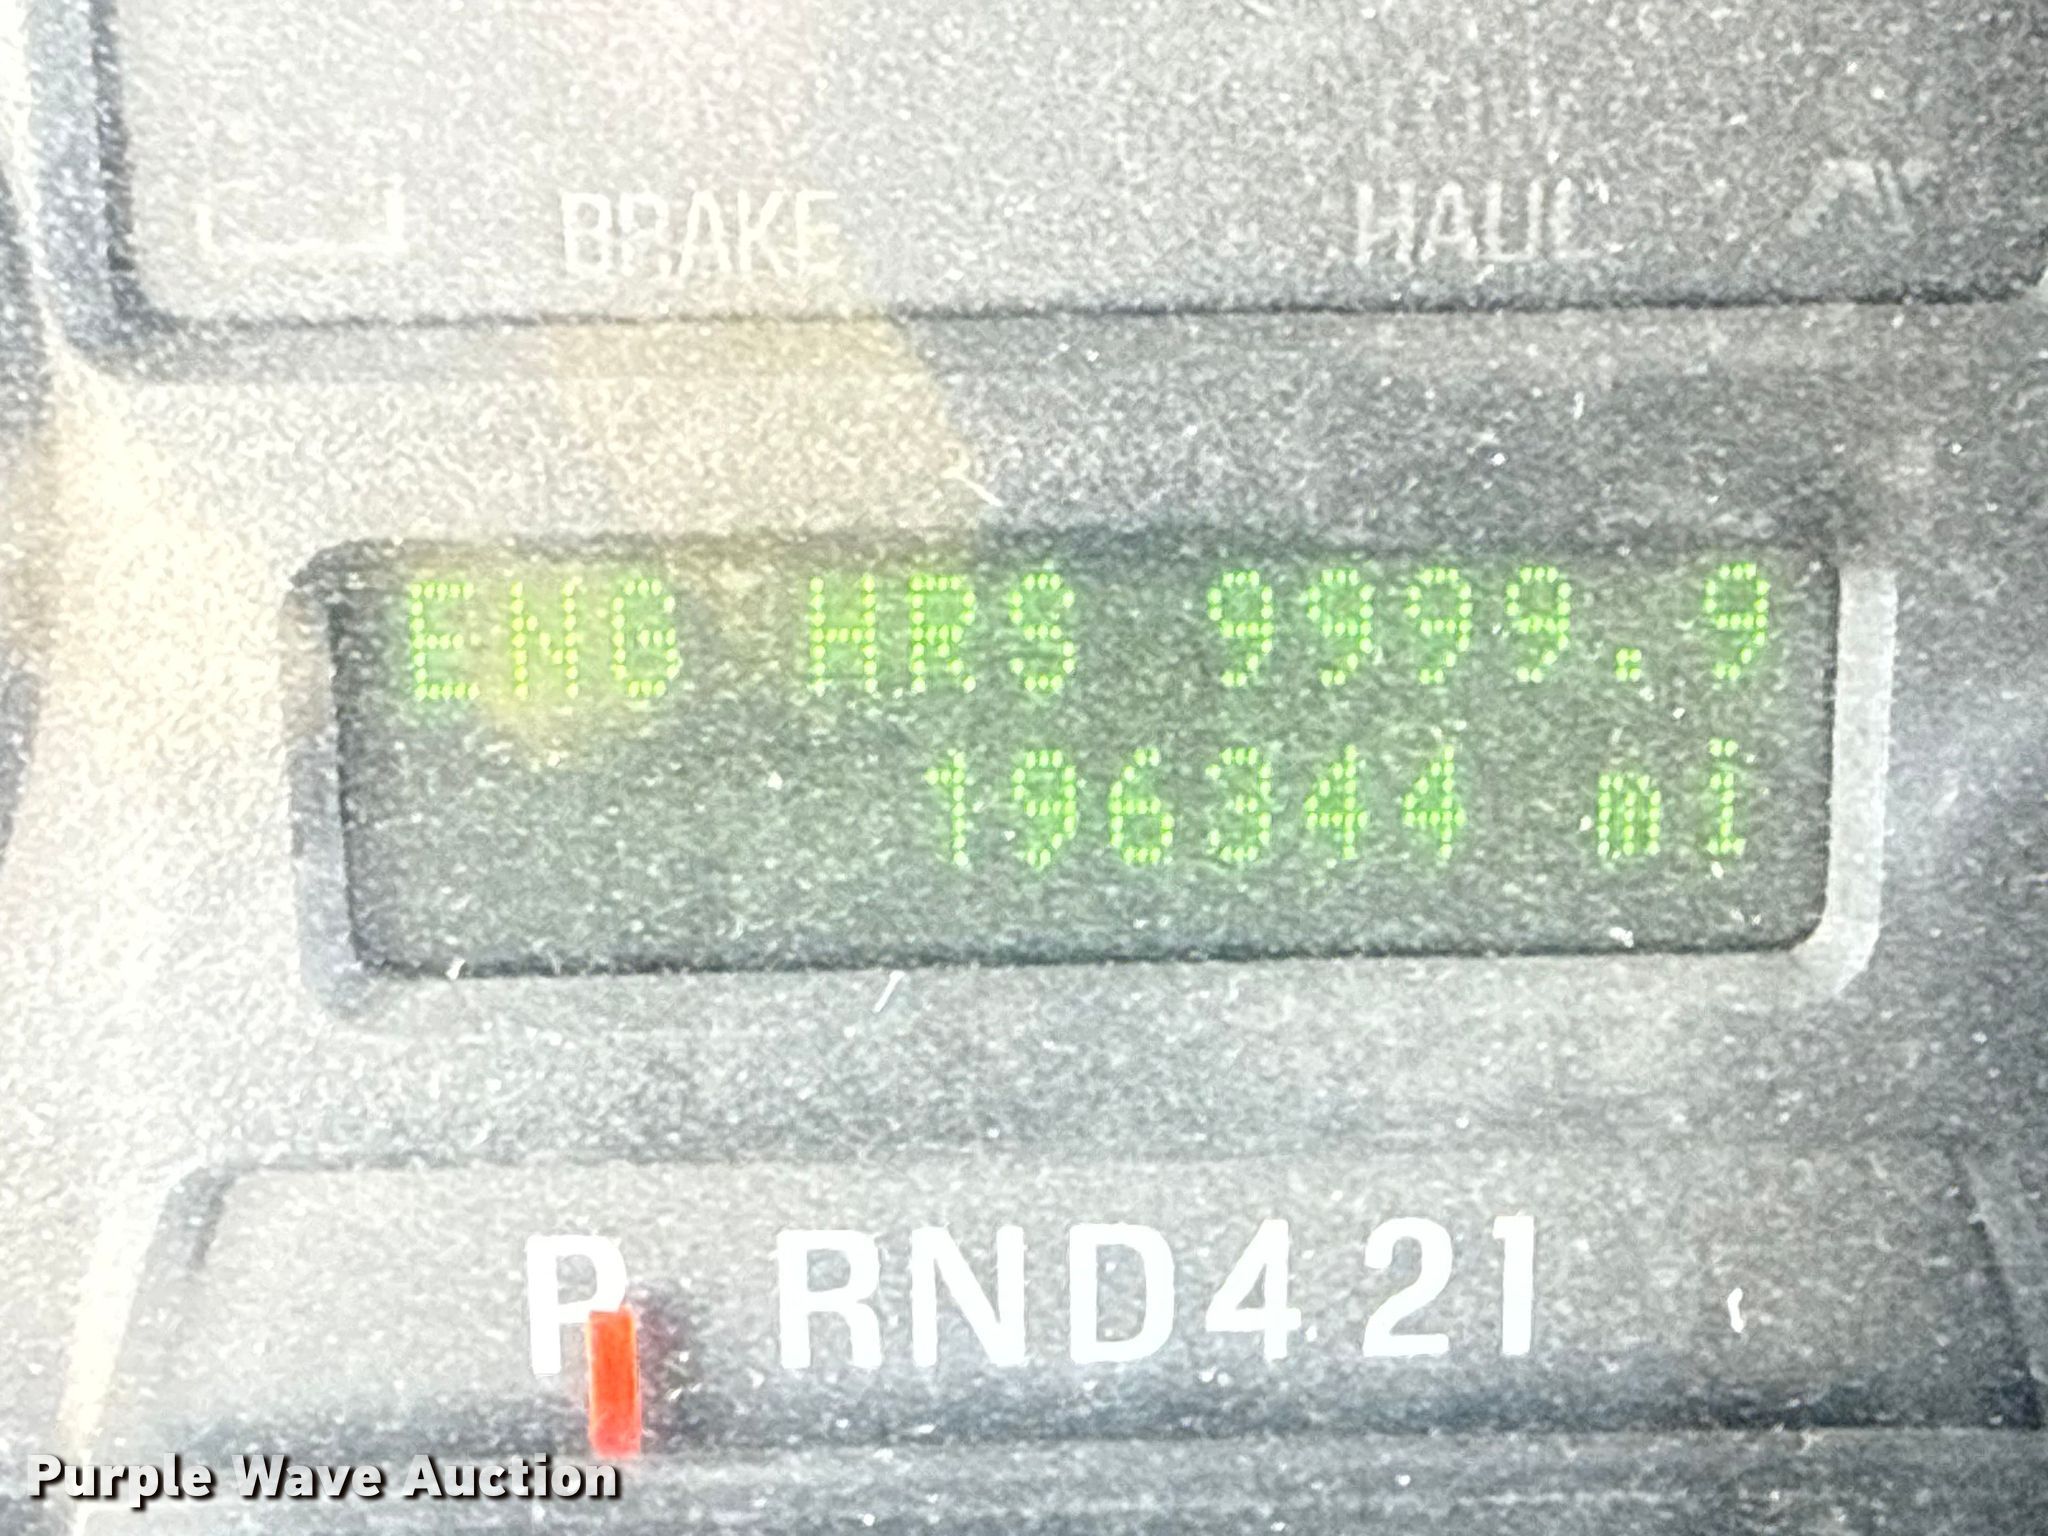 BRAKE HAUL
ENG HRS 9999.9
196344 mi
P RND421
Purple Wave Auction